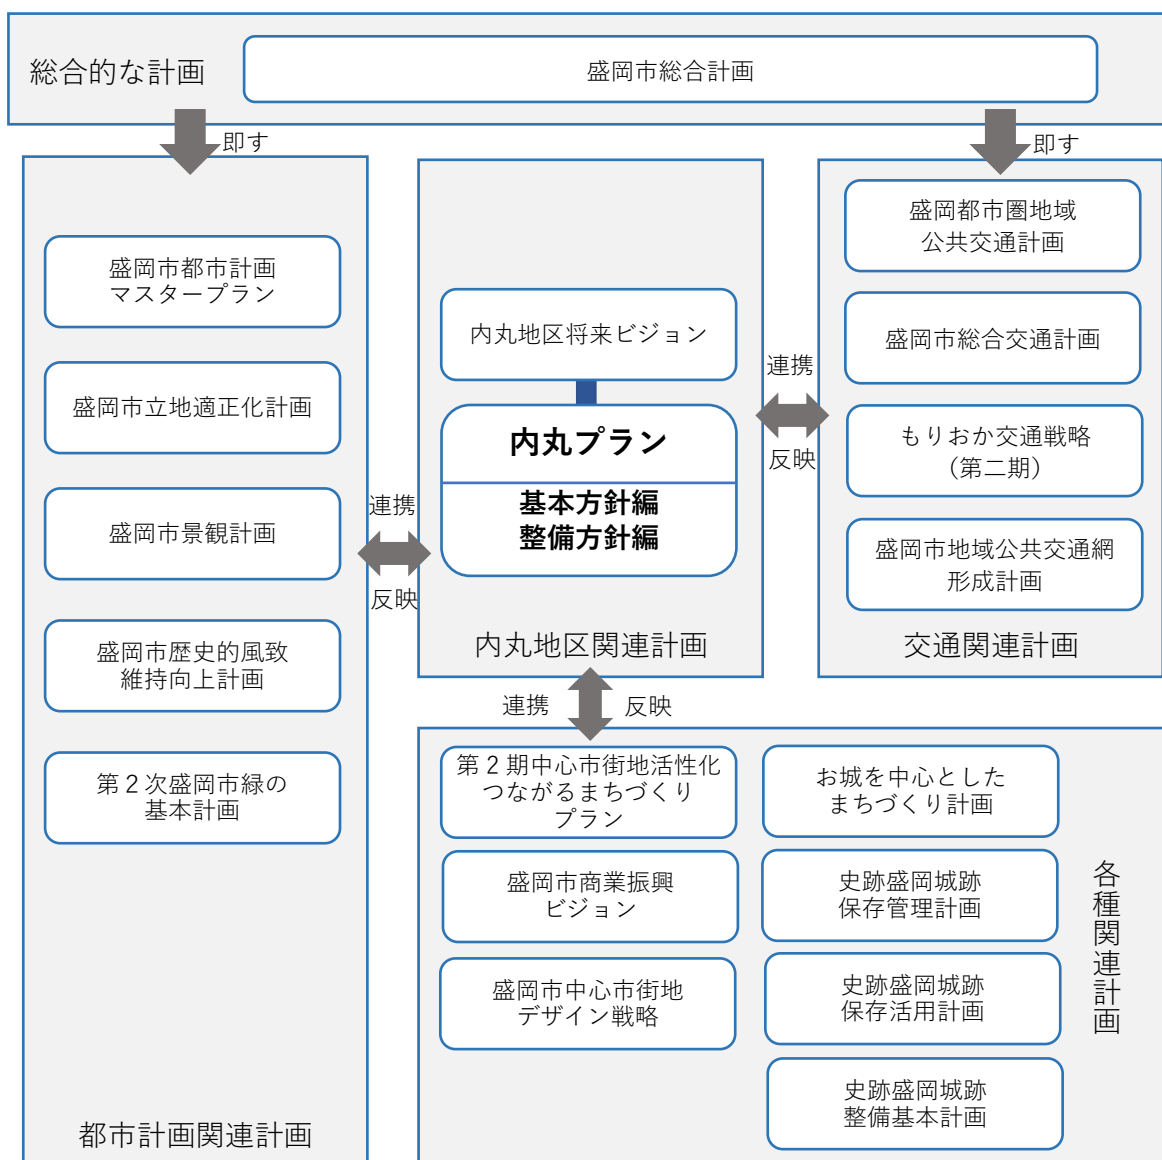 総合的な計画
盛岡市総合計画
即す
即す
盛岡市都市計画
マスタープラン
盛岡市立地適正化計画
盛岡市景観計画
盛岡市歴史的風致
維持向上計画
第２次盛岡市緑の
基本計画
都市計画関連計画
連携
反映
内丸地区将来ビジョン
内丸プラン
基本方針編
整備方針編
内丸地区関連計画
連携
反映
盛岡都市圏地域
公共交通計画
盛岡市総合交通計画
もりおか交通戦略
（第二期）
盛岡市地域公共交通網
形成計画
交通関連計画
連携
反映
第２期中心市街地活性化
つながるまちづくり
プラン
盛岡市商業振興
ビジョン
盛岡市中心市街地
デザイン戦略
お城を中心とした
まちづくり計画
史跡盛岡城跡
保存管理計画
史跡盛岡城跡
保存活用計画
史跡盛岡城跡
整備基本計画
各種関連計画